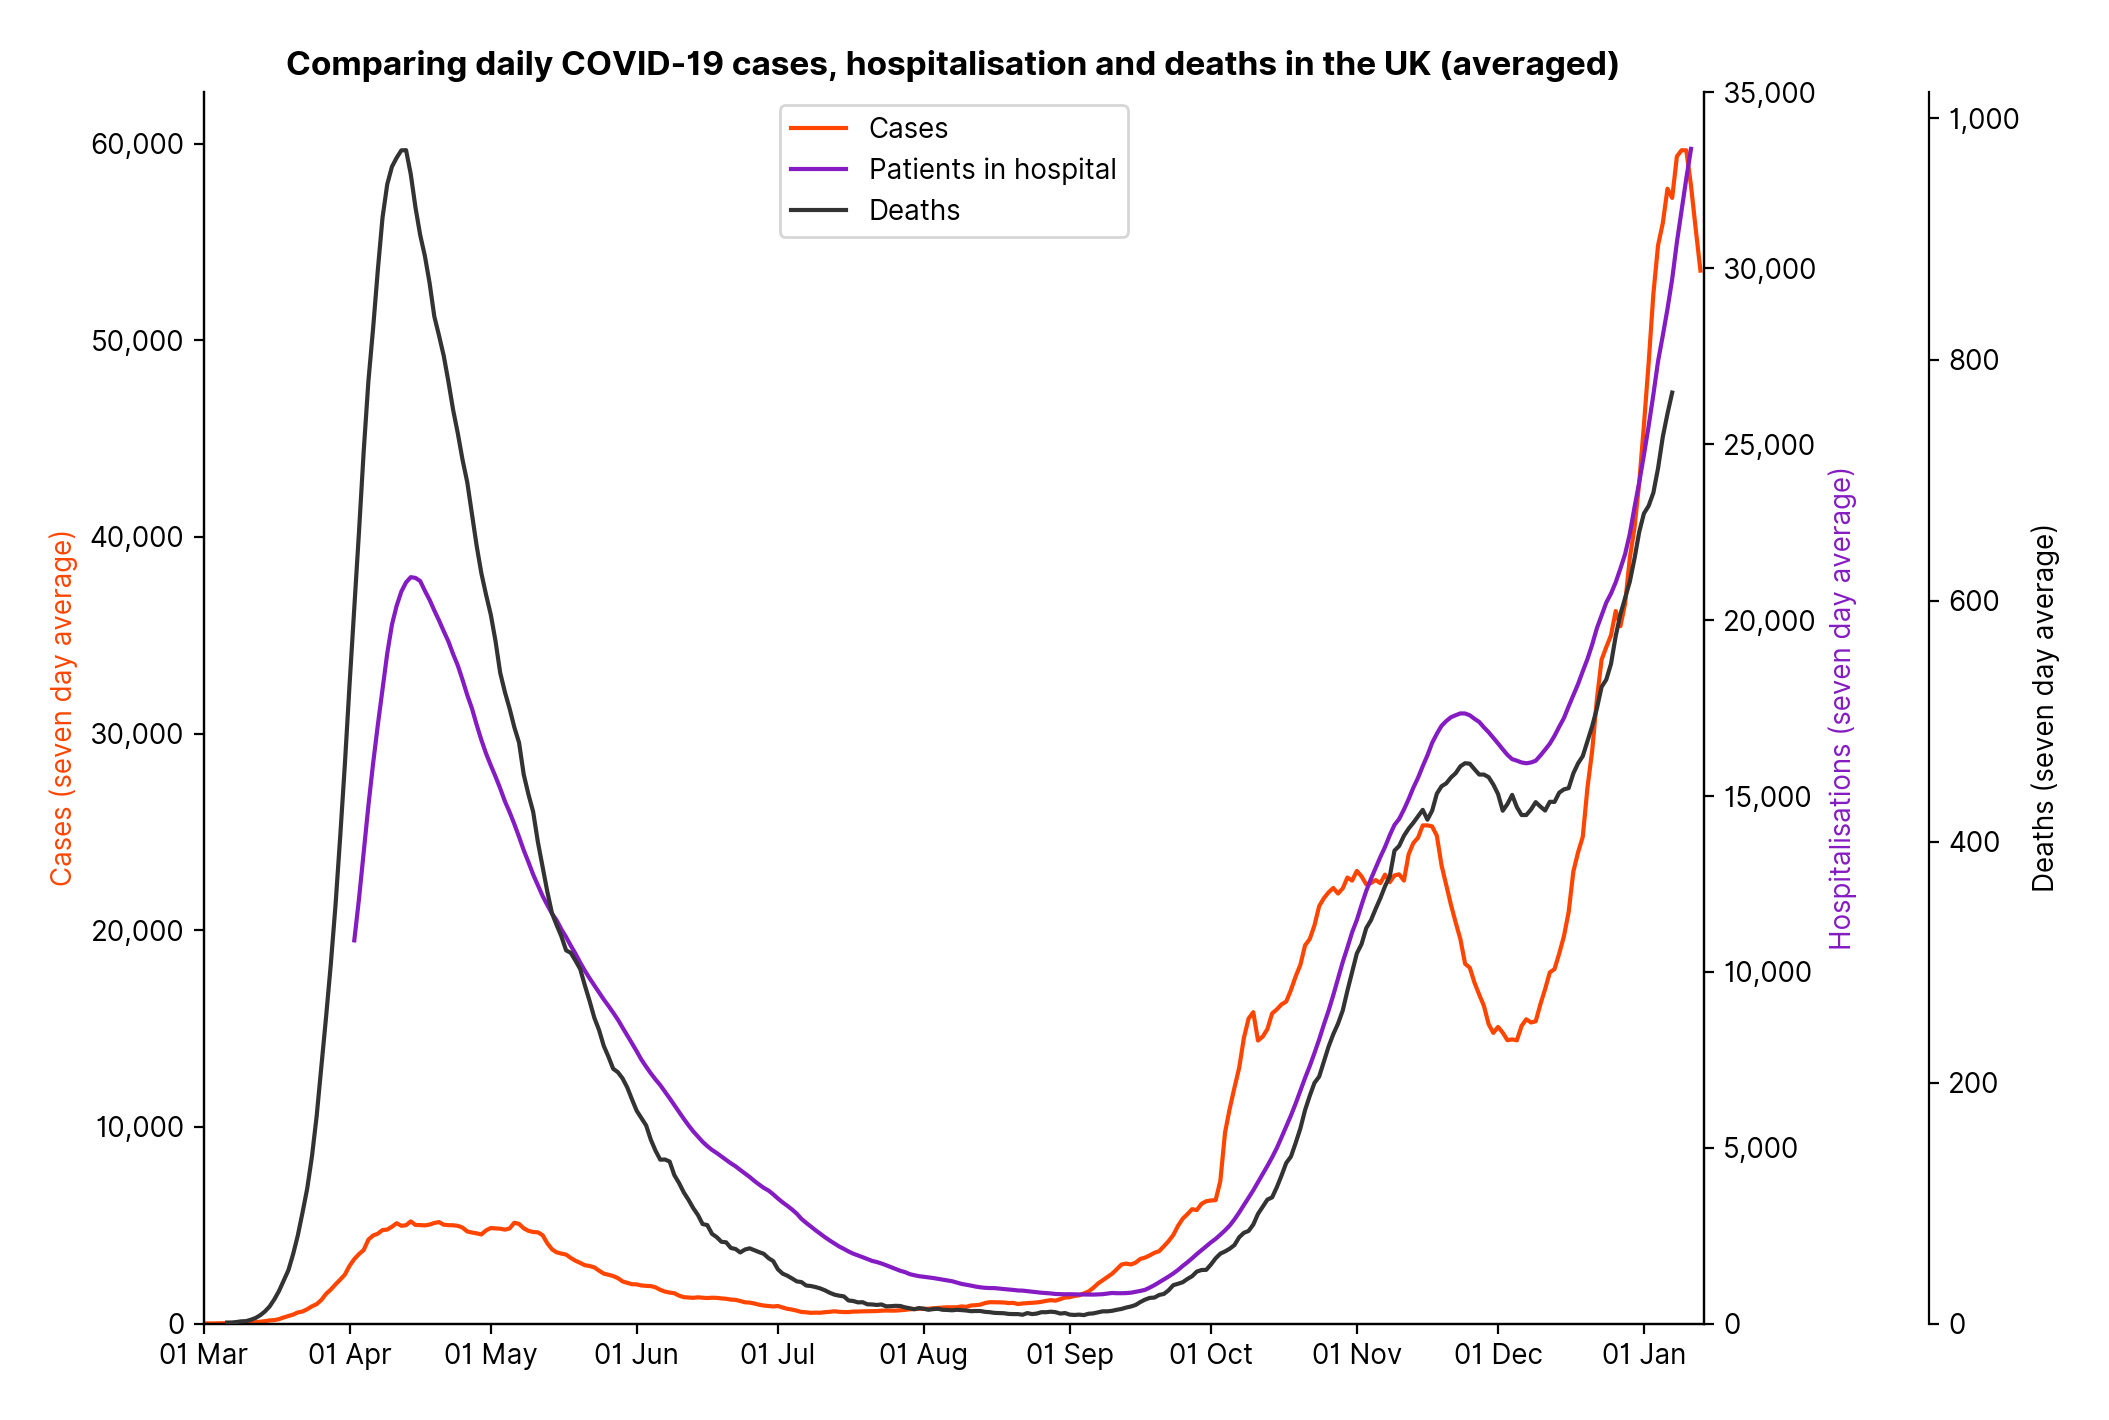 Comparing daily COVID-19 cases, hospitalisation and deaths in the UK (averaged)
Cases
Patients in hospital
Deaths
Cases (seven day average)
60,000
50,000
40,000
30,000
20,000
10,000
0
01 Mar
01 Apr
01 May
01 Jun
01 Jul
01 Aug
01 Sep
01 Oct
01 Nov
01 Dec
01 Jan
35,000
30,000
25,000
20,000
15,000
10,000
5,000
0
Hospitalisations (seven day average)
1,000
800
600
400
200
0
Deaths (seven day average)